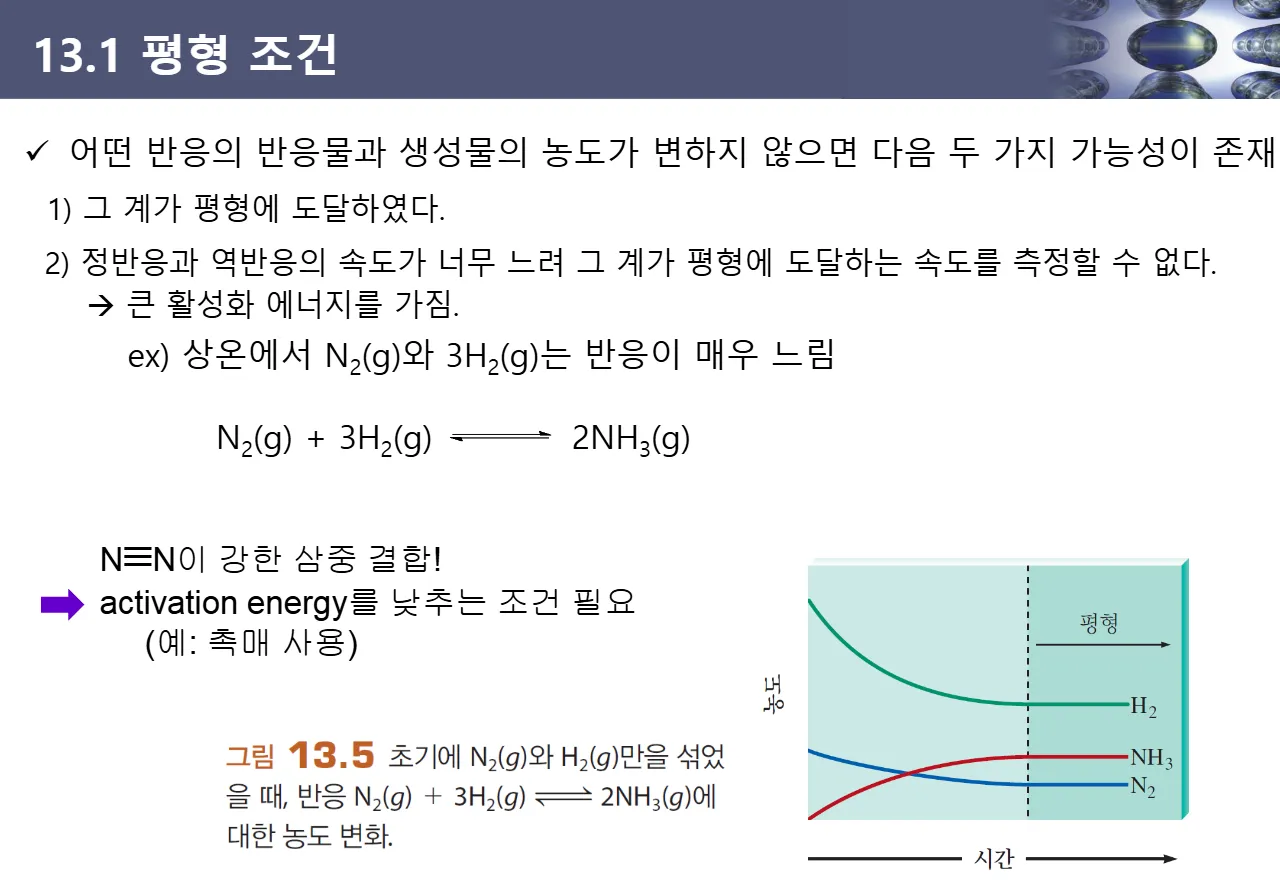 13.1 평형 조건
✓ 어떤 반응의 반응물과 생성물의 농도가 변하지 않으면 다음 두 가지 가능성이 존재
1) 그 계가 평형에 도달하였다.
2) 정반응과 역반응의 속도가 너무 느려 그 계가 평형에 도달하는 속도를 측정할 수 없다.
→ 큰 활성화 에너지를 가짐.
ex) 상온에서 N₂(g)와 3H₂(g)는 반응이 매우 느림
N₂(g) + 3H₂(g) ⇌ 2NH₃(g)
N≡N이 강한 삼중 결합!
activation energy를 낮추는 조건 필요
(예: 촉매 사용)
그림 13.5 초기에 N₂(g)와 H₂(g)만을 섞었
을 때, 반응 N₂(g) + 3H₂(g) ⇌ 2NH₃(g)에
대한 농도 변화.
농도
평형
H₂
NH₃
N₂
시간